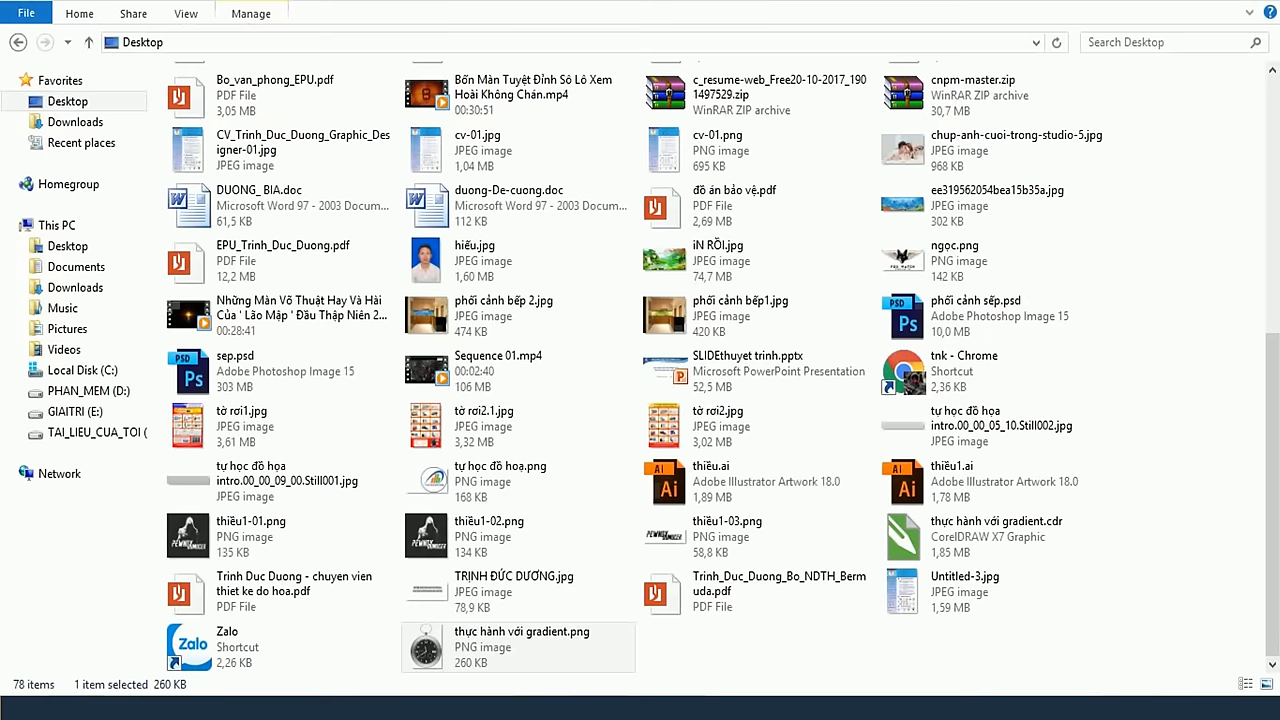 File Home Share View Manage
Desktop
Search Desktop
Favorites
Desktop
Downloads
Recent places
Homegroup
This PC
Desktop
Documents
Downloads
Music
Pictures
Videos
Local Disk (C:)
PHAN_MEM (D:)
GIAITRI (E:)
TAI_LIEU_CUA_TOI (
Network
Bo_van_phong_EPU.pdf
PDF File
3,05 MB
Bốn Màn Tuyệt Đỉnh Sô Lô Xem
Hoài Không Chán.mp4
00:30:51
c_resume-web_Free20-10-2017_190
1497529.zip
WinRAR ZIP archive
cnpm-master.zip
WinRAR ZIP archive
30,7 MB
CV_Trinh_Duc_Duong_Graphic_Des
igner-01.jpg
JPEG image
cv-01.jpg
JPEG image
1,04 MB
cv-01.png
PNG image
695 KB
chup-anh-cuoi-trong-studio-5.jpg
JPEG image
968 KB
DUONG_ BIA.doc
Microsoft Word 97 - 2003 Docum...
61,5 KB
duong-De-cuong.doc
Microsoft Word 97 - 2003 Docum...
112 KB
đồ án bảo vệ.pdf
PDF File
2,69 MB
ee319562054bea15b35a.jpg
JPEG image
302 KB
EPU_Trinh_Duc_Duong.pdf
PDF File
2,2 MB
hiếu.jpg
JPEG image
1,60 MB
iN RỒI.jpg
JPEG image
74,7 MB
ngọc.png
PNG image
142 KB
Những Màn Võ Thuật Hay Và Hài
Của ' Lão Mập ' Đầu Thập Niên 2...
00:28:41
phối cảnh bếp 2.jpg
JPEG image
474 KB
phối cảnh bếp1.jpg
JPEG image
420 KB
phối cảnh sếp.psd
Adobe Photoshop Image 15
10,0 MB
sep.psd
Adobe Photoshop Image 15
303 MB
Sequence 01.mp4
00:02:40
106 MB
SLIDEthuyet trinh.pptx
Microsoft PowerPoint Presentation
52,5 MB
tnk - Chrome
Shortcut
2,36 KB
tờ rơi1.jpg
JPEG image
3,61 MB
tờ rơi2.1.jpg
JPEG image
3,32 MB
tờ rơi2.jpg
JPEG image
3,02 MB
tự học đồ họa
intro.00_00_05_10.Still002.jpg
JPEG image
tự học đồ họa
intro.00_00_09_00.Still001.jpg
JPEG image
tự học đồ hoạ.png
PNG image
168 KB
thiều.ai
Adobe Illustrator Artwork 18.0
1,89 MB
thiều1.ai
Adobe Illustrator Artwork 18.0
1,78 MB
thiều1-01.png
PNG image
135 KB
thiều1-02.png
PNG image
134 KB
thiều1-03.png
PNG image
58,8 KB
thực hành với gradient.cdr
CorelDRAW X7 Graphic
1,85 MB
Trinh Duc Duong - chuyen vien
thiet ke do hoa.pdf
PDF File
TRỊNH ĐỨC DƯƠNG.jpg
JPEG image
78,9 KB
Trinh_Duc_Duong_Bo_NDTH_Berm
uda.pdf
PDF File
Untitled-3.jpg
JPEG image
1,59 MB
Zalo
Zalo
Shortcut
2,26 KB
thực hành với gradient.png
PNG image
260 KB
78 items 1 item selected 260 KB